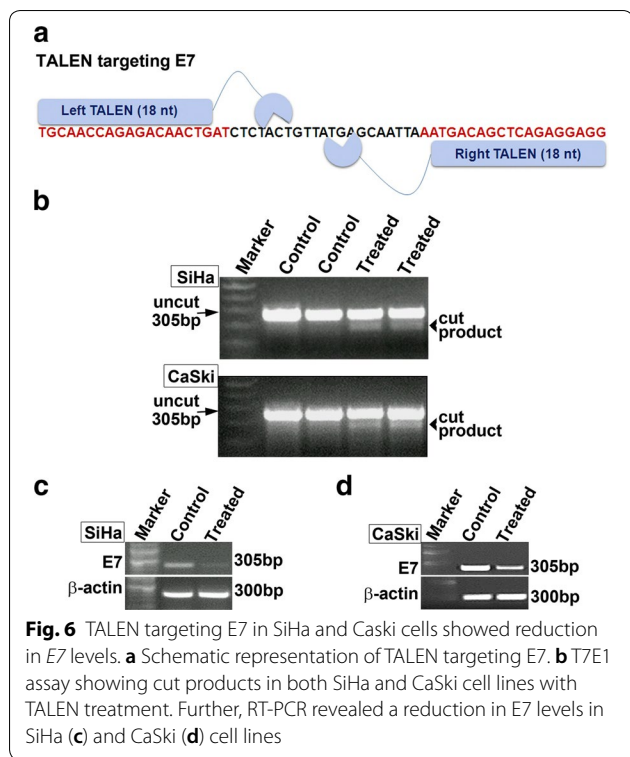 a
TALEN targeting E7
Left TALEN (18 nt)
TGCAACCAGAGACAACTGATCTCTACTGTTATGAGCAATTAAATGACAGCTCAGAGGAGG
Right TALEN (18 nt)
b
Marker Control Control Treated Treated
SiHa
uncut
305bp
cut
product
CaSki
uncut
305bp
cut
product
c
Marker Control Treated
SiHa
E7 305bp
β-actin 300bp
d
Marker Control Treated
CaSki
E7 305bp
β-actin 300bp
Fig. 6 TALEN targeting E7 in SiHa and Caski cells showed reduction
in E7 levels. a Schematic representation of TALEN targeting E7. b T7E1
assay showing cut products in both SiHa and CaSki cell lines with
TALEN treatment. Further, RT-PCR revealed a reduction in E7 levels in
SiHa (c) and CaSki (d) cell lines